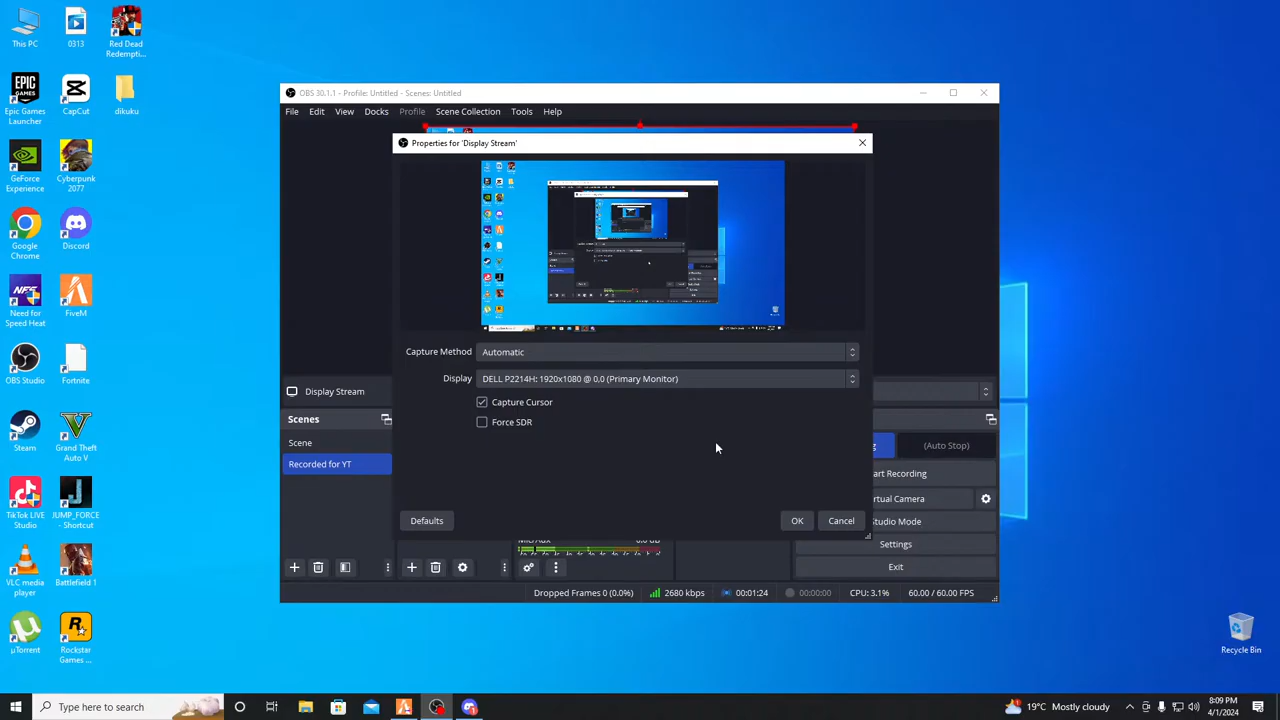 This PC
0313
Red Dead
Redempti...
Epic Games
Launcher
CapCut
dikuku
GeForce
Experience
Cyberpunk
2077
Google
Chrome
Discord
Need for
Speed Heat
FiveM
OBS Studio
Fortnite
Steam
Grand Theft
Auto V
TikTok LIVE
Studio
JUMP_FORCE
- Shortcut
VLC media
player
Battlefield 1
µTorrent
Rockstar
Games ...
Recycle Bin
OBS 30.1.1 - Profile: Untitled - Scenes: Untitled
File Edit View Docks Profile Scene Collection Tools Help
Properties for 'Display Stream'
Capture Method Automatic
Display DELL P2214H: 1920x1080 @ 0,0 (Primary Monitor)
Capture Cursor
Force SDR
Defaults OK Cancel
Display Stream
Scenes
Scene
Recorded for YT
(Auto Stop)
art Recording
irtual Camera
Studio Mode
Settings
Exit
Dropped Frames 0 (0.0%) 2680 kbps 00:01:24 00:00:00 CPU: 3.1% 60.00 / 60.00 FPS
Type here to search
19°C Mostly cloudy
8:09 PM
4/1/2024